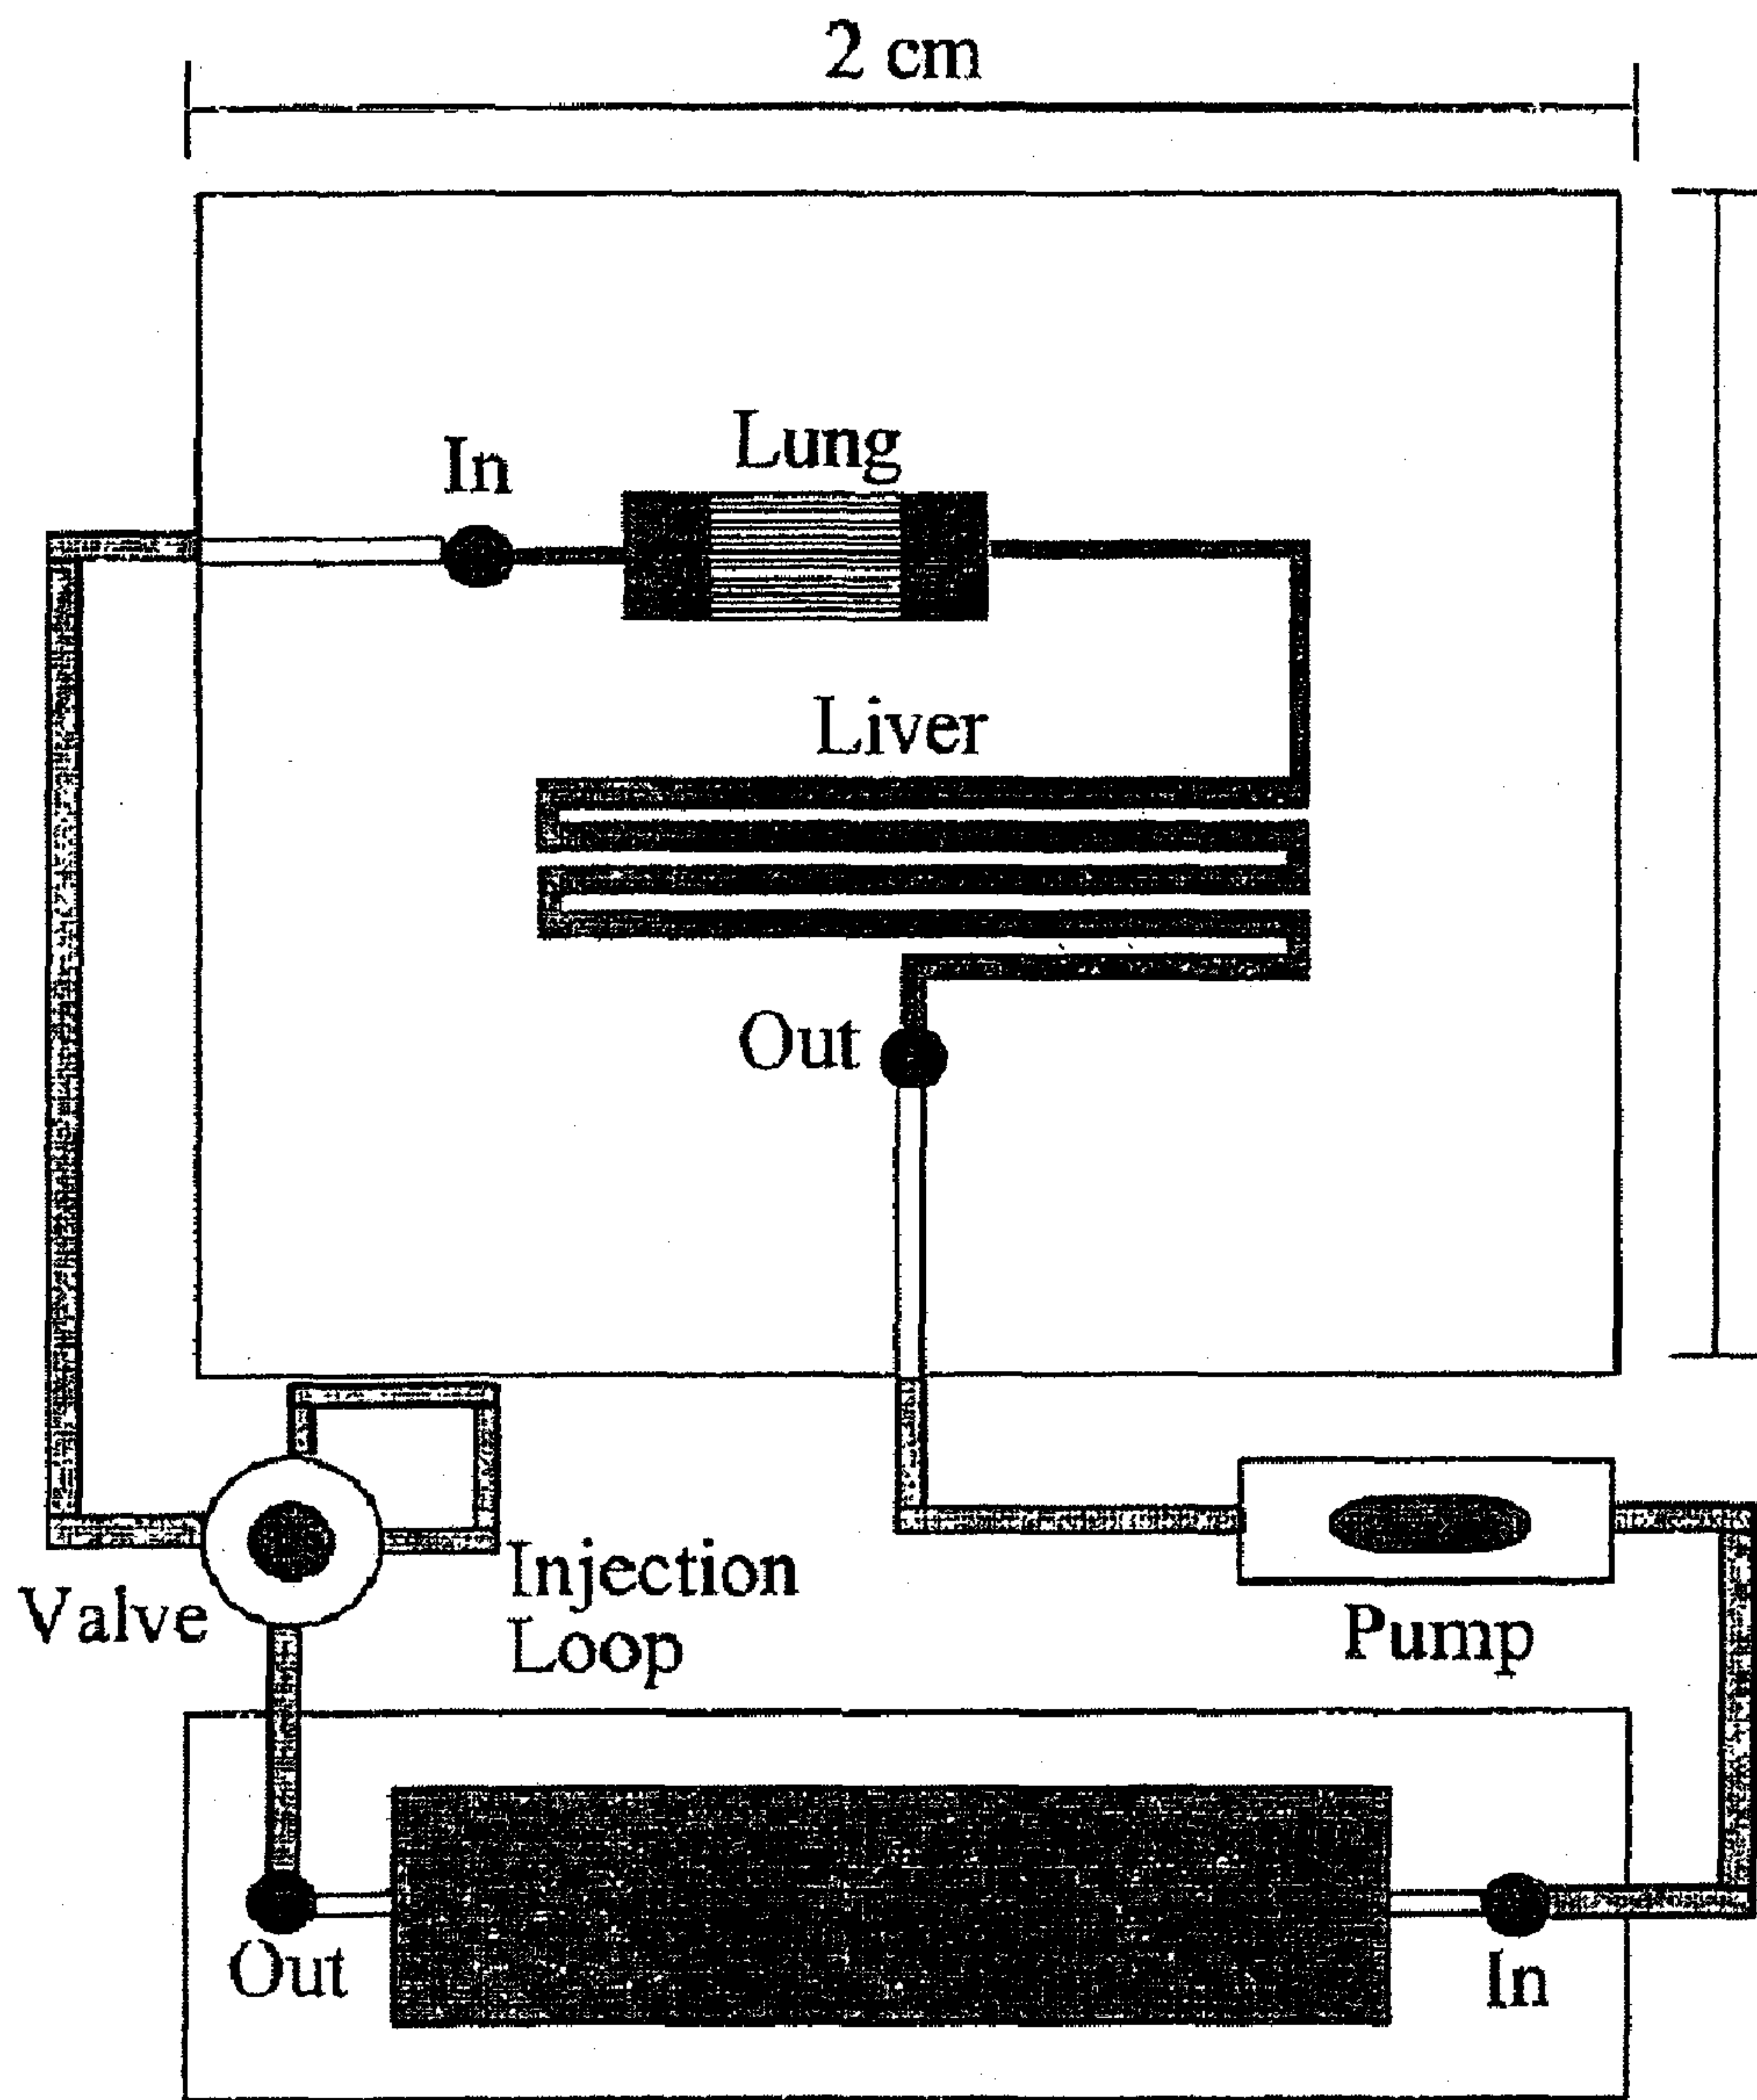 2 cm
Lung
In
Liver
Out
Injection
Loop
Valve
Pump
Out
In